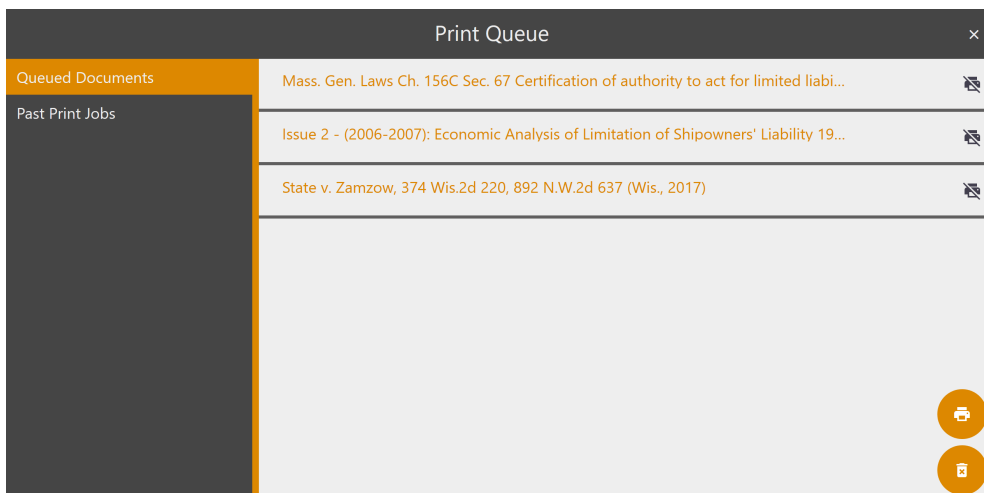 Print Queue
×
Queued Documents
Past Print Jobs
Mass. Gen. Laws Ch. 156C Sec. 67 Certification of authority to act for limited liabi...
Issue 2 - (2006-2007): Economic Analysis of Limitation of Shipowners' Liability 19...
State v. Zamzow, 374 Wis.2d 220, 892 N.W.2d 637 (Wis., 2017)